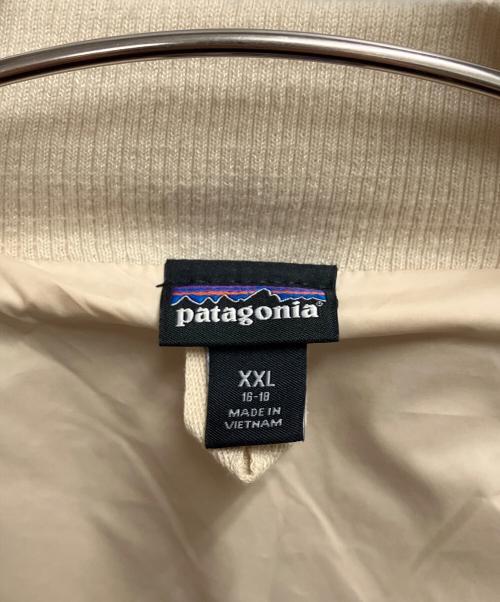 patagonia®
XXL
16-18
MADE IN
VIETNAM